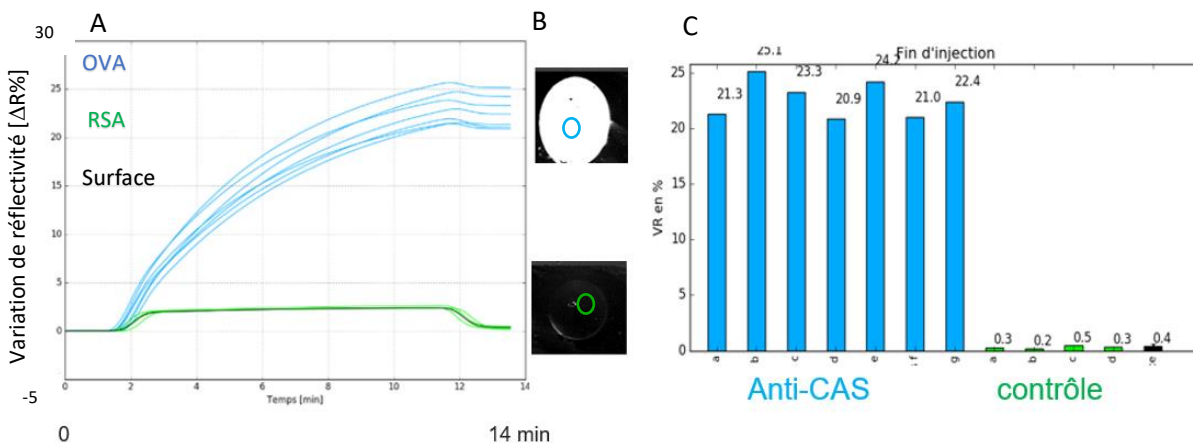 A
B
C
30
-5
Variation de réflectivité [ΔR%]
OVA
RSA
Surface
25
20
15
10
5
0
0
2
4
6
8
10
12
14
Temps [min]
0
14 min
Fin d'injection
VR en %
25
20
15
10
5
0
21.3
25.1
23.3
20.9
24.2
21.0
22.4
0.3
0.2
0.5
0.3
0.4
a
b
c
d
e
f
g
a
b
c
d
Anti-CAS
contrôle